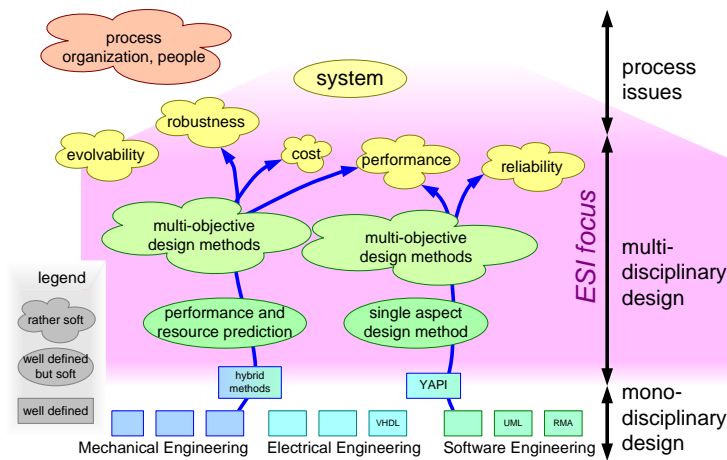 process
organization, people
system
process
issues
robustness
evolvability
cost
performance
reliability
multi-objective
design methods
multi-objective
design methods
ESI focus
multi-
disciplinary
design
legend
rather soft
well defined
but soft
well defined
performance and
resource prediction
single aspect
design method
hybrid
methods
YAPI
mono-
disciplinary
design
VHDL
UML
RMA
Mechanical Engineering
Electrical Engineering
Software Engineering